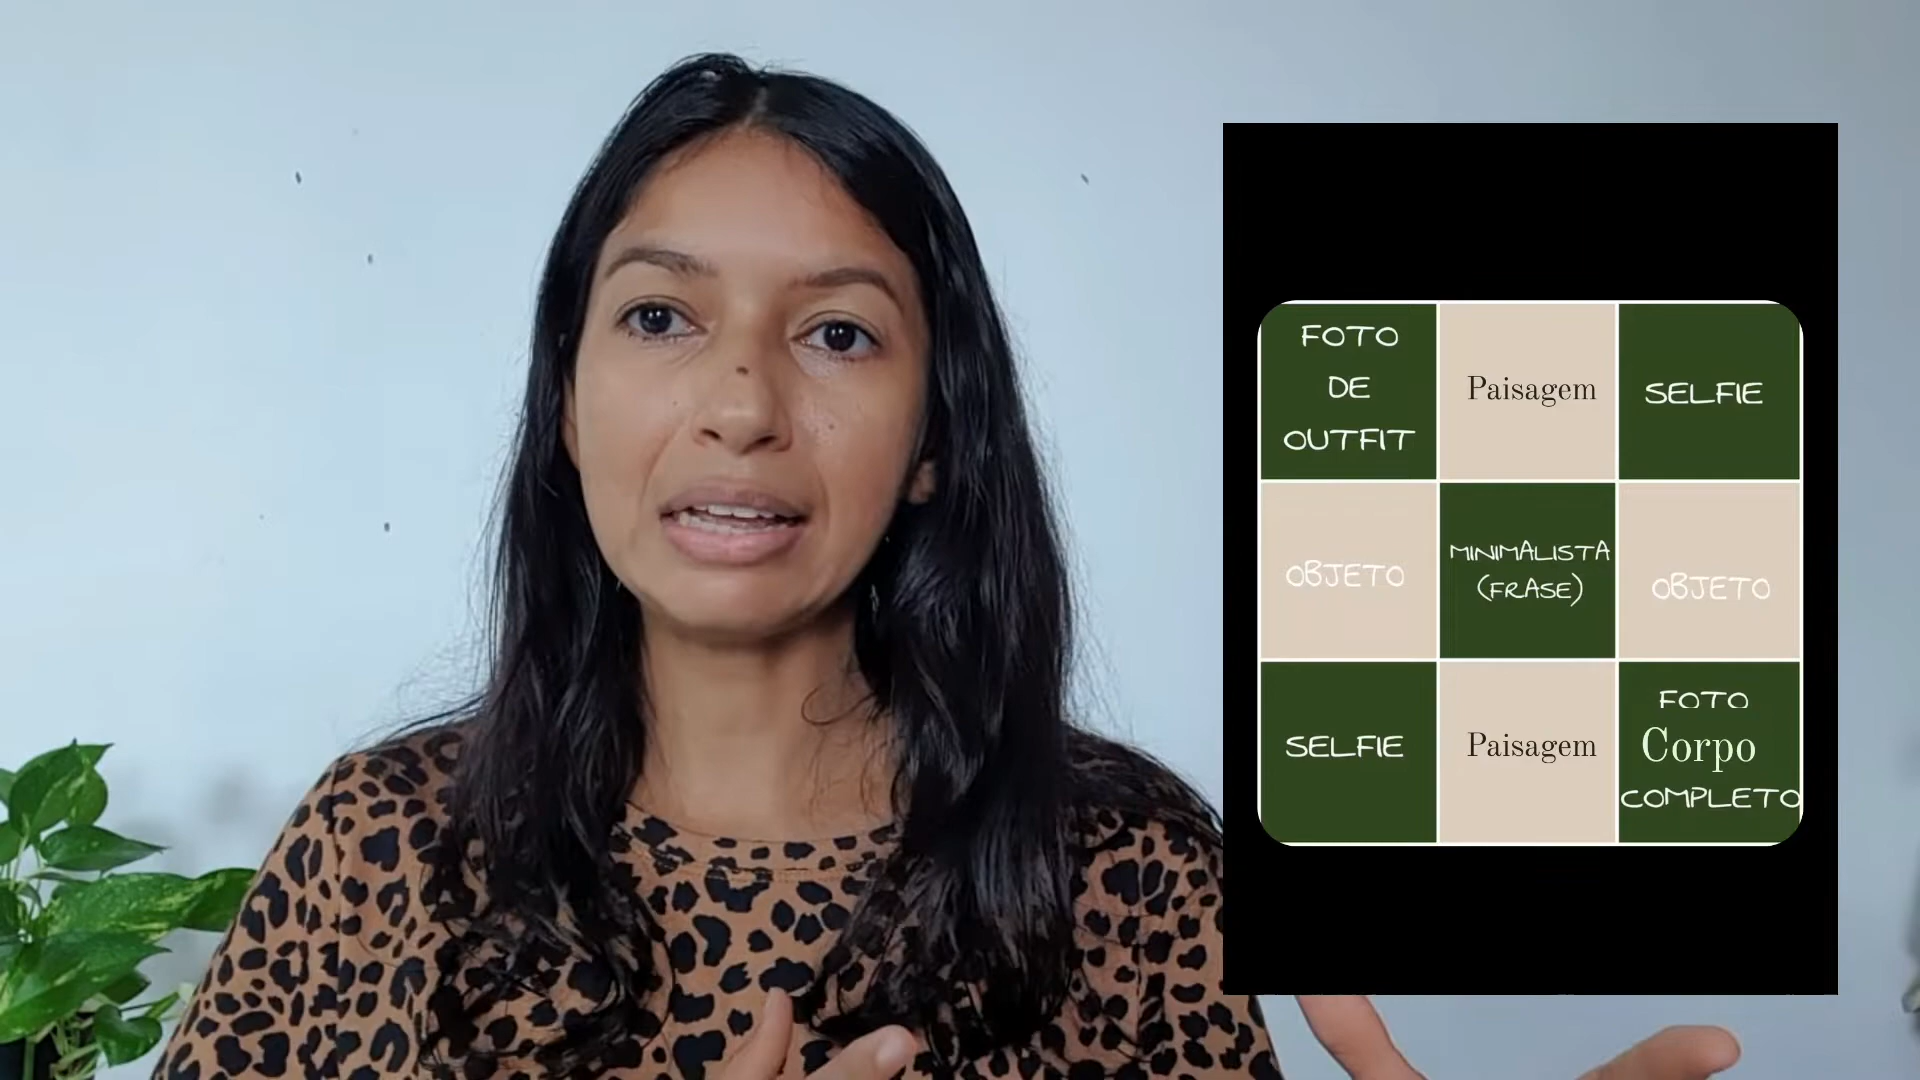 FOTO
DE
OUTFIT
Paisagem
SELFIE
OBJETO
MINIMALISTA
(FRASE)
OBJETO
SELFIE
Paisagem
FOTO
Corpo
COMPLETO